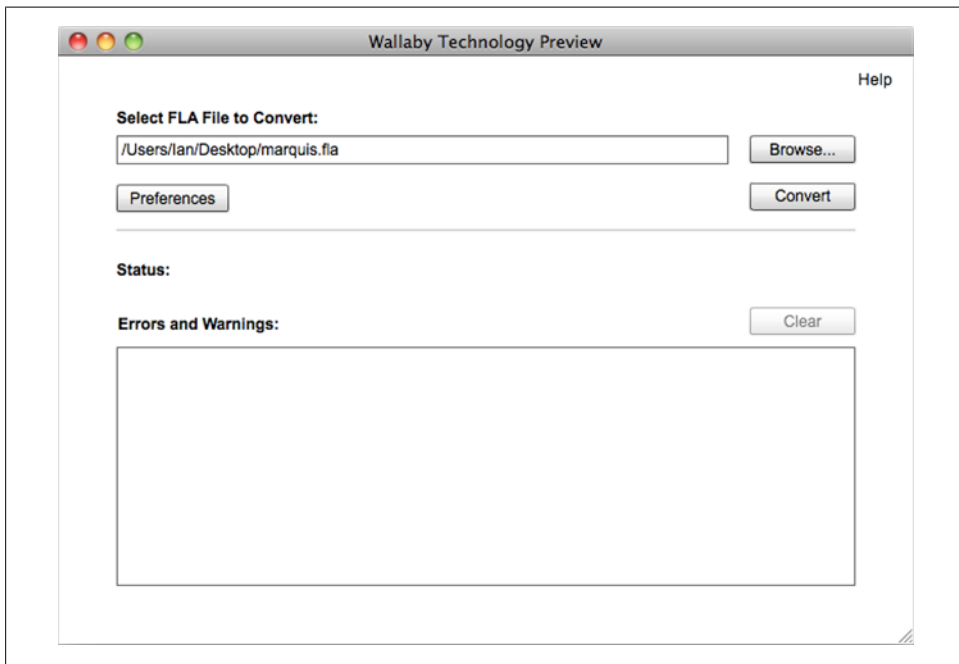 Wallaby Technology Preview
Help
Select FLA File to Convert:
/Users/Ian/Desktop/marquis.fla
Browse...
Preferences
Convert
Status:
Errors and Warnings:
Clear